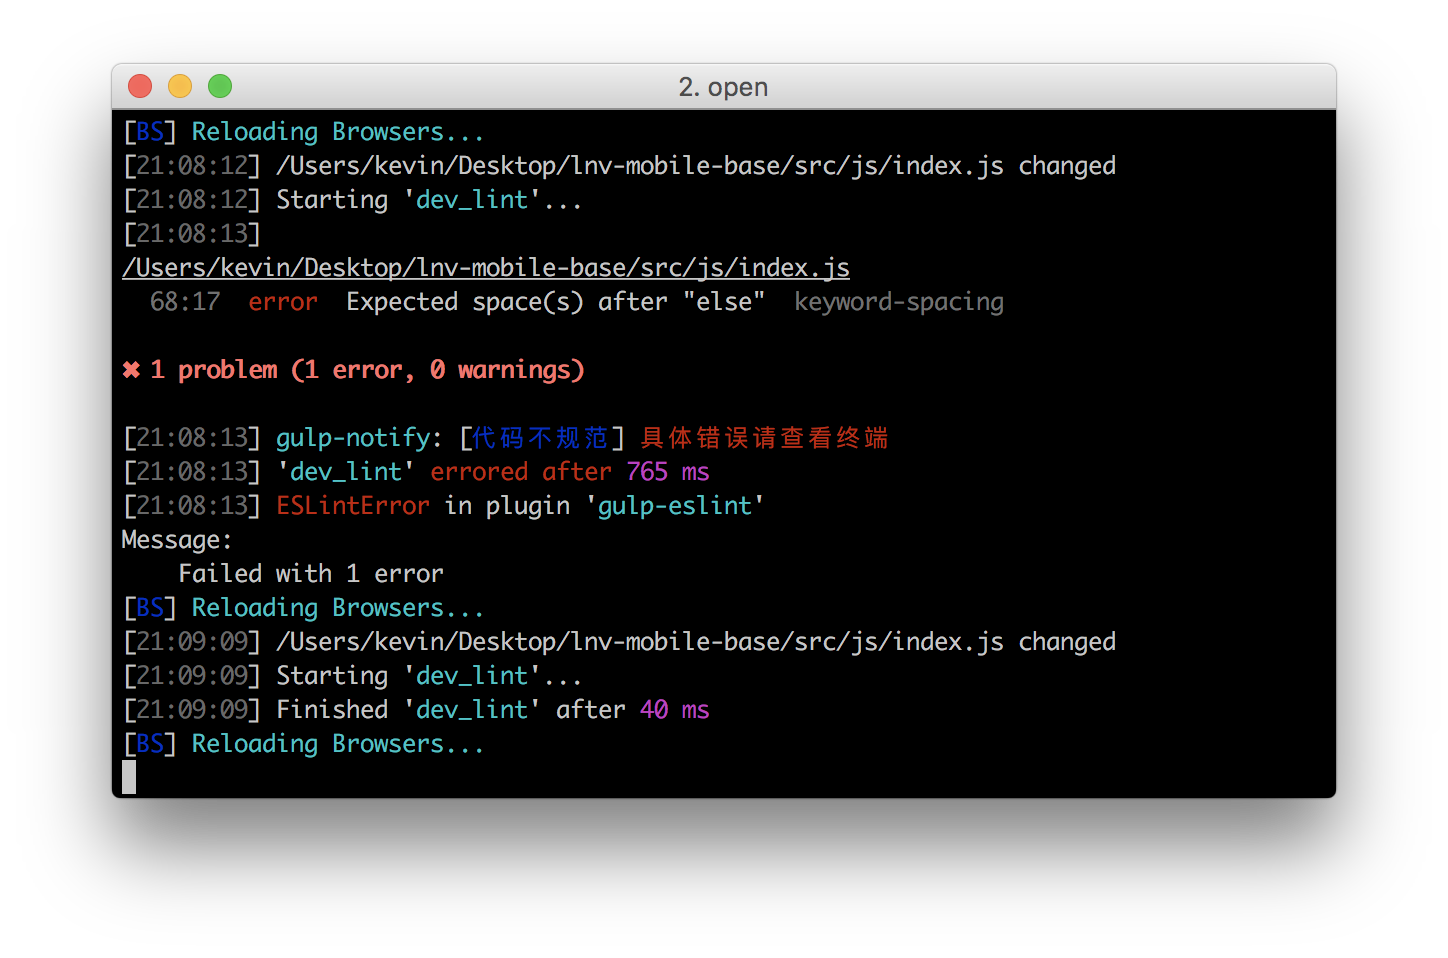 2. open
[BS] Reloading Browsers...
[21:08:12] /Users/kevin/Desktop/lnv-mobile-base/src/js/index.js changed
[21:08:12] Starting 'dev_lint'...
[21:08:13]
/Users/kevin/Desktop/lnv-mobile-base/src/js/index.js
  68:17  error  Expected space(s) after "else"  keyword-spacing
✖ 1 problem (1 error, 0 warnings)
[21:08:13] gulp-notify: [代码不规范] 具体错误请查看终端
[21:08:13] 'dev_lint' errored after 765 ms
[21:08:13] ESLintError in plugin 'gulp-eslint'
Message:
    Failed with 1 error
[BS] Reloading Browsers...
[21:09:09] /Users/kevin/Desktop/lnv-mobile-base/src/js/index.js changed
[21:09:09] Starting 'dev_lint'...
[21:09:09] Finished 'dev_lint' after 40 ms
[BS] Reloading Browsers...